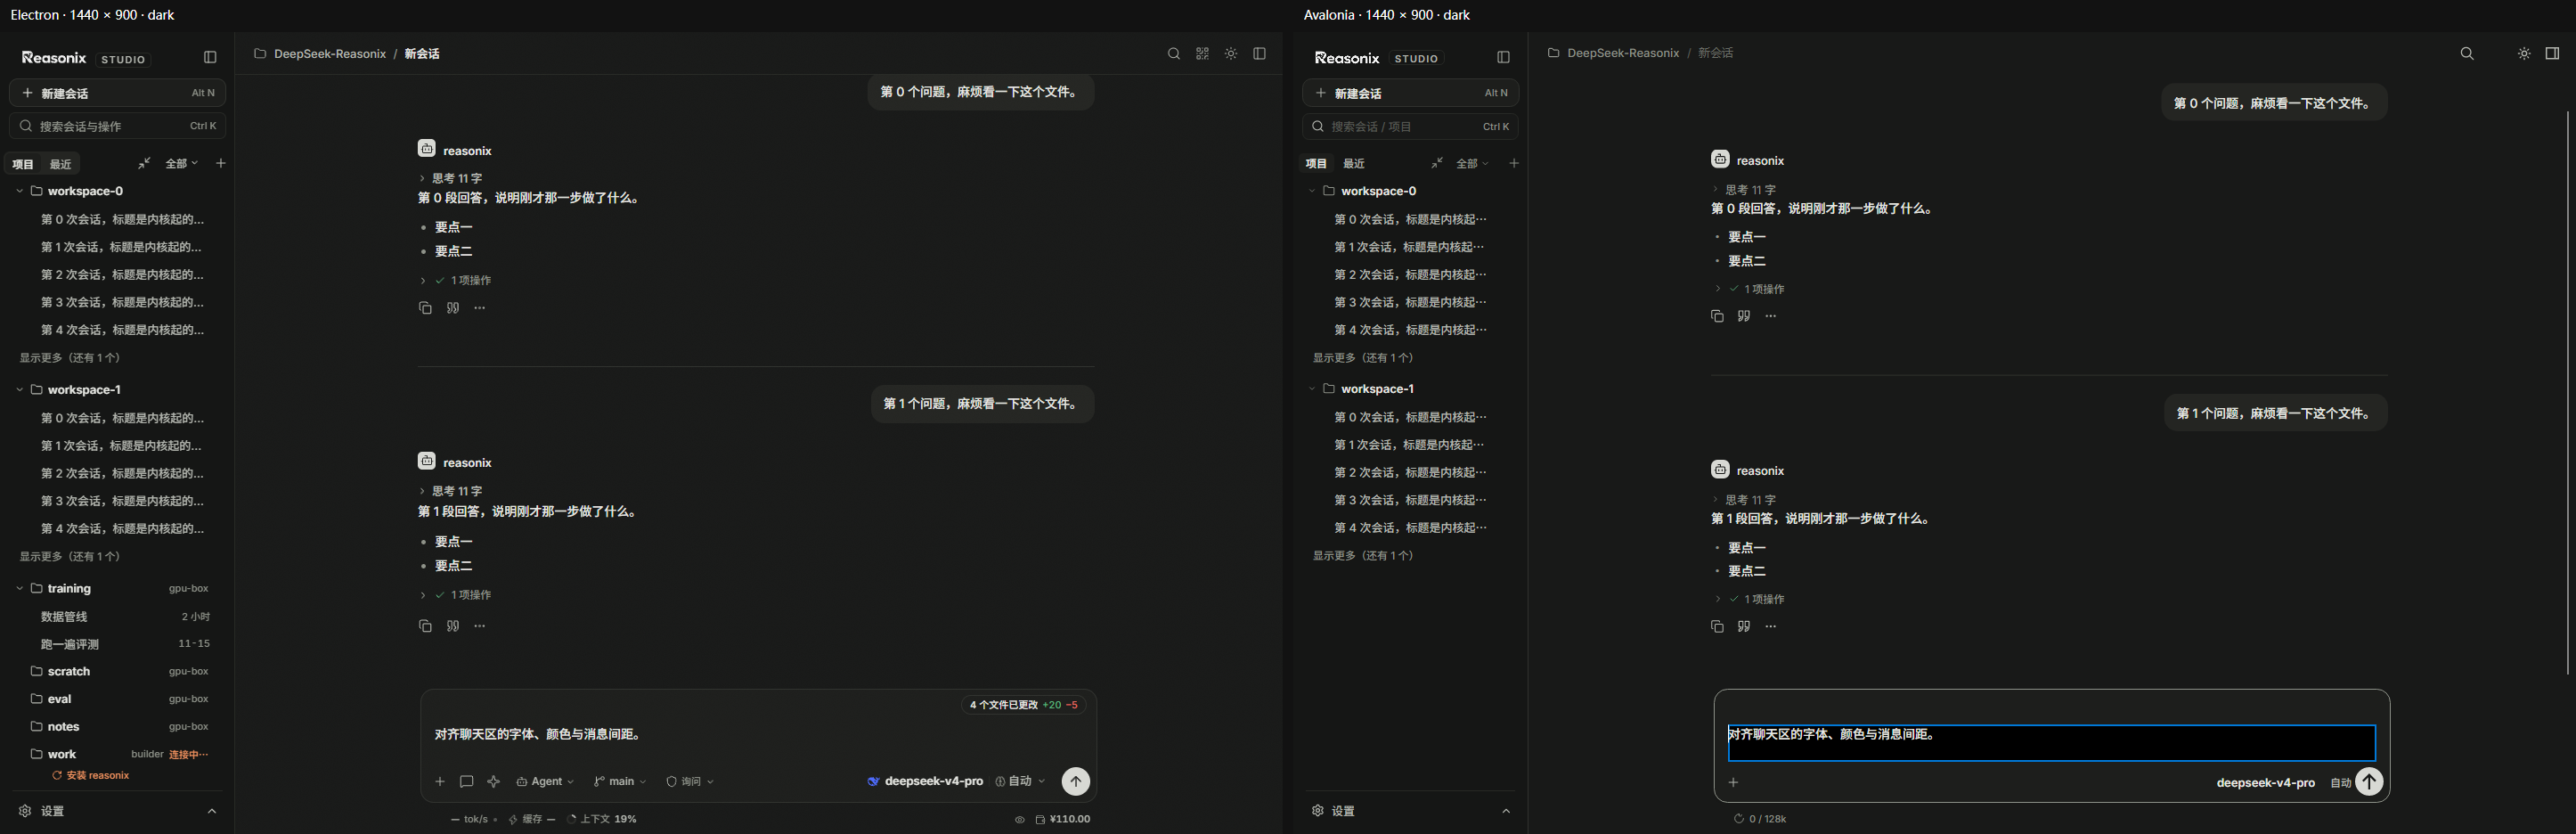 Electron · 1440 × 900 · dark
Reasonix STUDIO
DeepSeek-Reasonix / 新会话
新建会话 Alt N
搜索会话与操作 Ctrl K
项目 最近 全部
workspace-0
第 0 次会话，标题是内核起的...
第 1 次会话，标题是内核起的...
第 2 次会话，标题是内核起的...
第 3 次会话，标题是内核起的...
第 4 次会话，标题是内核起的...
显示更多（还有 1 个）
workspace-1
第 0 次会话，标题是内核起的...
第 1 次会话，标题是内核起的...
第 2 次会话，标题是内核起的...
第 3 次会话，标题是内核起的...
第 4 次会话，标题是内核起的...
显示更多（还有 1 个）
training gpu-box
数据管线 2 小时
跑一遍评测 11-15
scratch gpu-box
eval gpu-box
notes gpu-box
work builder 连接中···
安装 reasonix
设置
第 0 个问题，麻烦看一下这个文件。
reasonix
思考 11 字
第 0 段回答，说明刚才那一步做了什么。
• 要点一
• 要点二
1 项操作
第 1 个问题，麻烦看一下这个文件。
reasonix
思考 11 字
第 1 段回答，说明刚才那一步做了什么。
• 要点一
• 要点二
1 项操作
4 个文件已更改 +20 −5
对齐聊天区的字体、颜色与消息间距。
Agent main 询问 deepseek-v4-pro 自动
— tok/s • 缓存 — 上下文 19% ¥110.00
Avalonia · 1440 × 900 · dark
Reasonix STUDIO
DeepSeek-Reasonix / 新会话
新建会话 Alt N
搜索会话 / 项目 Ctrl K
项目 最近 全部
workspace-0
第 0 次会话，标题是内核起···
第 1 次会话，标题是内核起···
第 2 次会话，标题是内核起···
第 3 次会话，标题是内核起···
第 4 次会话，标题是内核起···
显示更多（还有 1 个）
workspace-1
第 0 次会话，标题是内核起···
第 1 次会话，标题是内核起···
第 2 次会话，标题是内核起···
第 3 次会话，标题是内核起···
第 4 次会话，标题是内核起···
显示更多（还有 1 个）
设置
第 0 个问题，麻烦看一下这个文件。
reasonix
思考 11 字
第 0 段回答，说明刚才那一步做了什么。
• 要点一
• 要点二
1 项操作
第 1 个问题，麻烦看一下这个文件。
reasonix
思考 11 字
第 1 段回答，说明刚才那一步做了什么。
• 要点一
• 要点二
1 项操作
对齐聊天区的字体、颜色与消息间距。
deepseek-v4-pro 自动
0 / 128k